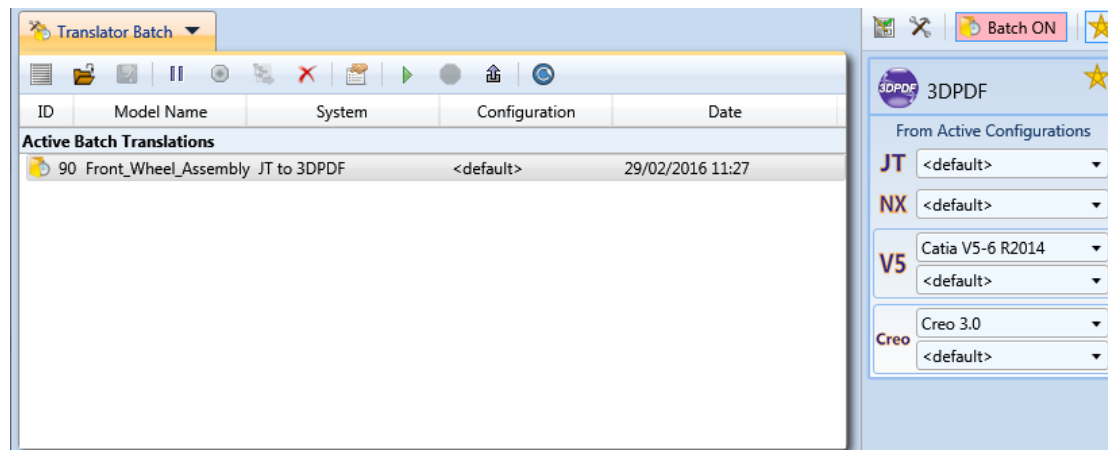 Translator Batch
Batch ON
ID Model Name System Configuration Date
Active Batch Translations
90 Front_Wheel_Assembly JT to 3DPDF <default> 29/02/2016 11:27
3DPDF 3DPDF
From Active Configurations
JT <default>
NX <default>
V5 Catia V5-6 R2014
<default>
Creo Creo 3.0
<default>